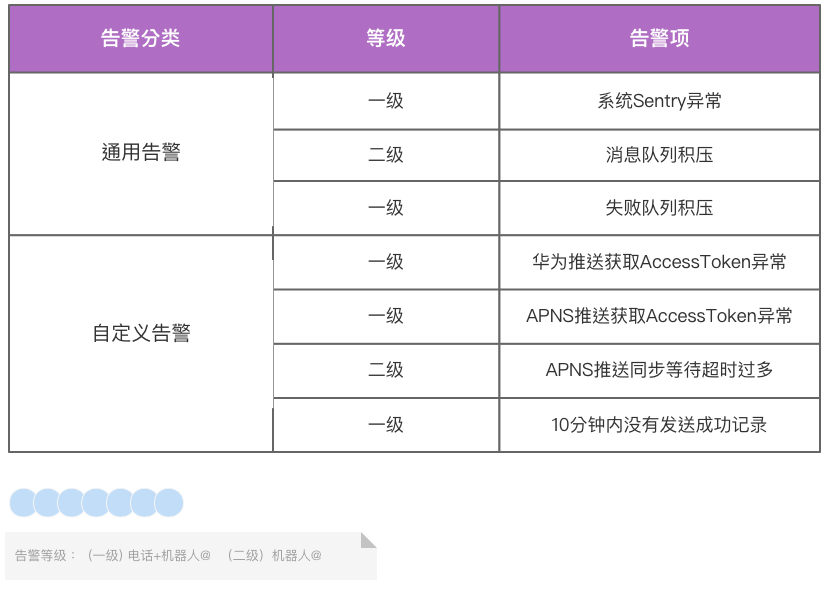 告警分类 等级 告警项
一级 系统Sentry异常
通用告警 二级 消息队列积压
一级 失败队列积压
一级 华为推送获取AccessToken异常
一级 APNS推送获取AccessToken异常
自定义告警
二级 APNS推送同步等待超时过多
一级 10分钟内没有发送成功记录
告警等级：（一级）电话+机器人@ （二级）机器人@